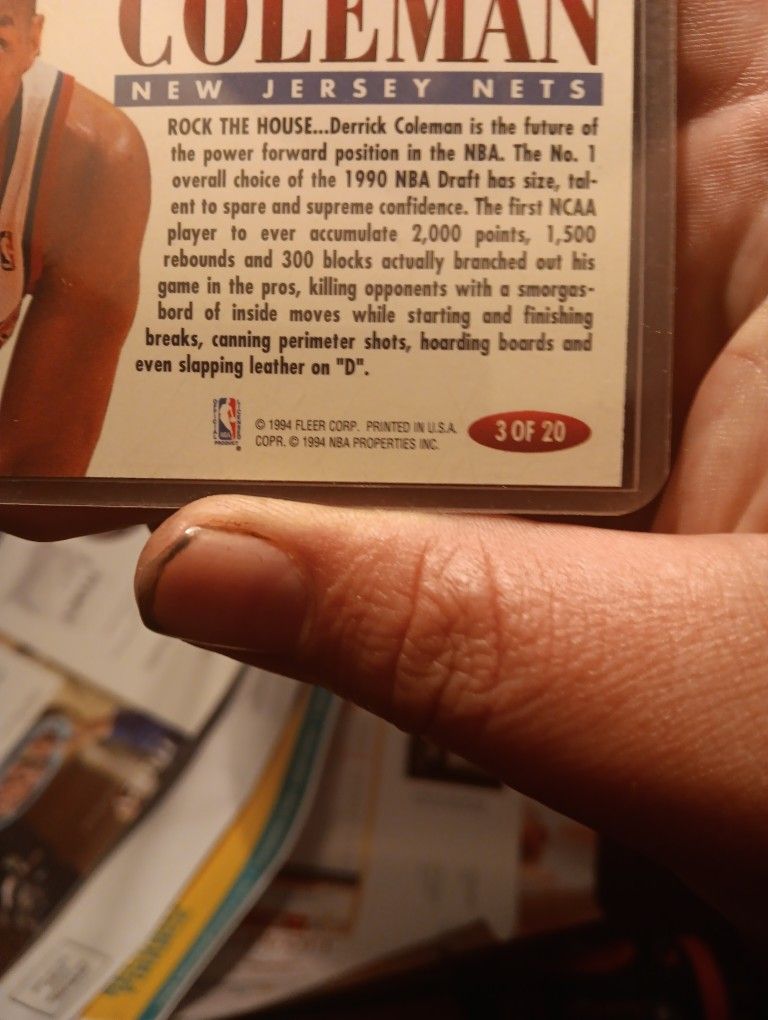 COLEMAN
NEW JERSEY NETS
ROCK THE HOUSE...Derrick Coleman is the future of
the power forward position in the NBA. The No. 1
overall choice of the 1990 NBA Draft has size, tal-
ent to spare and supreme confidence. The first NCAA
player to ever accumulate 2,000 points, 1,500
rebounds and 300 blocks actually branched out his
game in the pros, killing opponents with a smorgas-
bord of inside moves while starting and finishing
breaks, canning perimeter shots, hoarding boards and
even slapping leather on "D".
OFFICIAL LICENSED
NBA
PRODUCT
© 1994 FLEER CORP. PRINTED IN U.S.A.
COPR. © 1994 NBA PROPERTIES INC.
3 OF 20